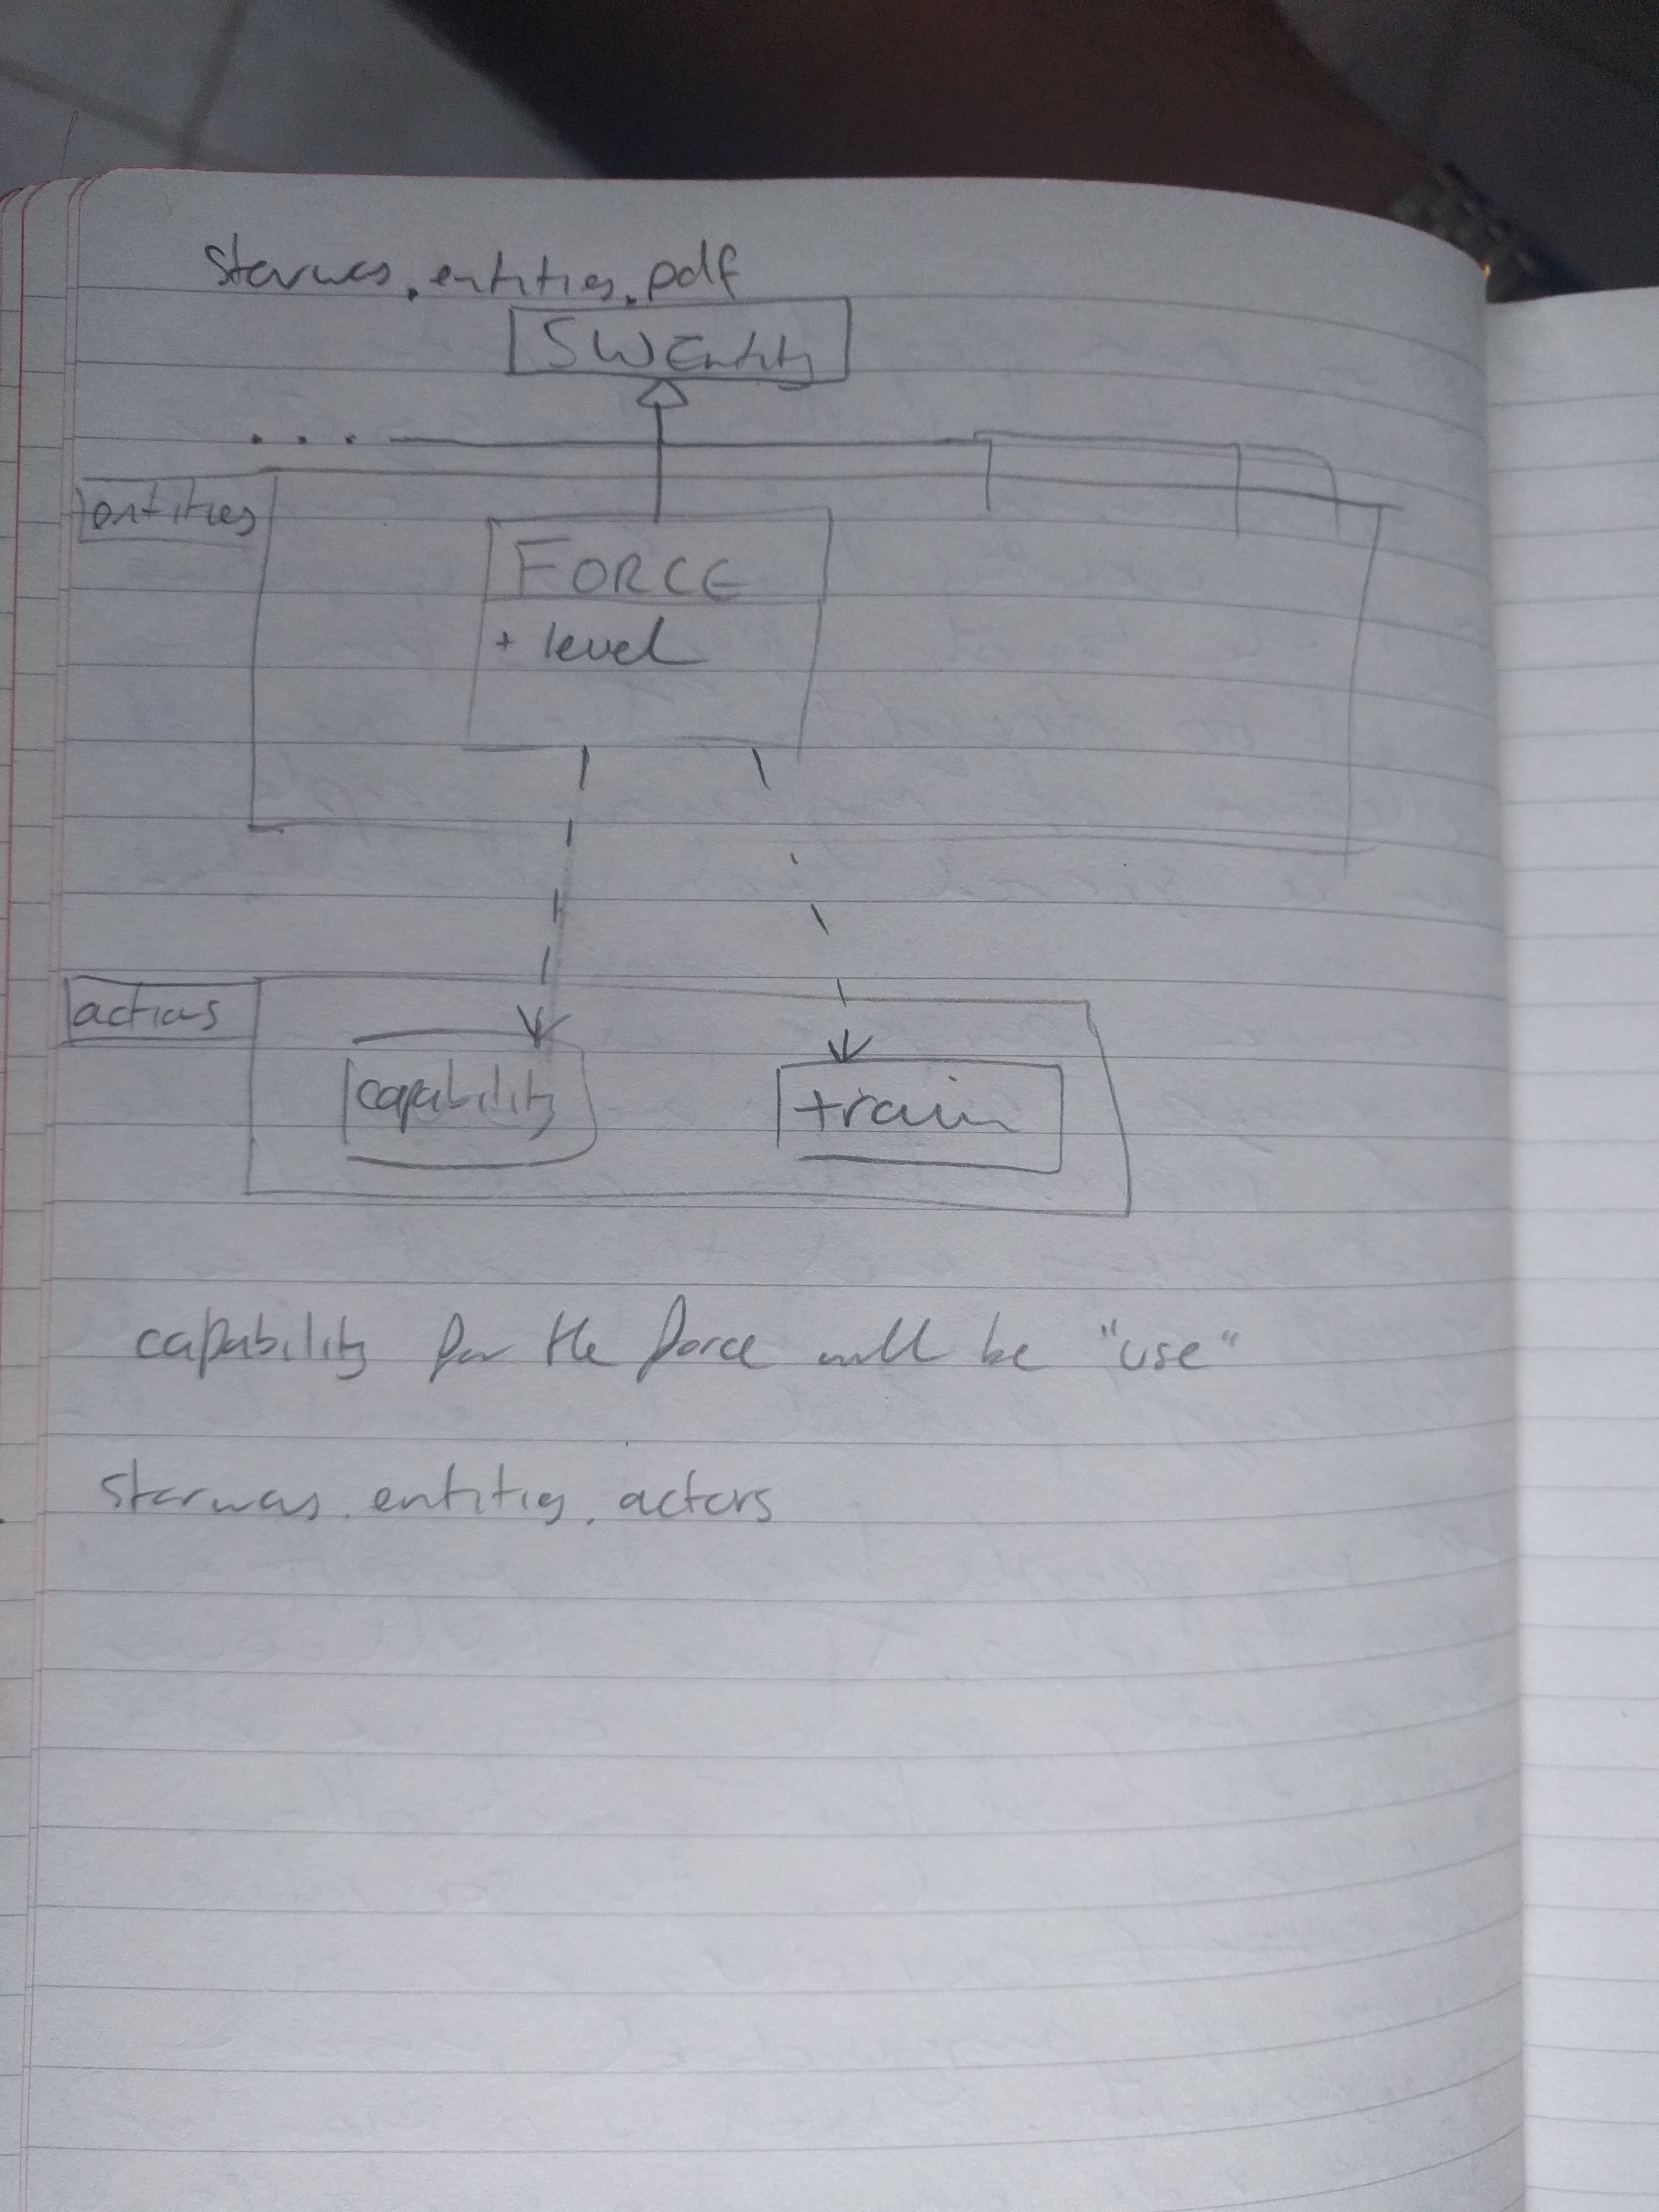 starwars.entities.pdf
SWEntity
. . .
entities
FORCE
+ level
actions
capability
train
capability for the force will be "use"
starwars.entities.actors